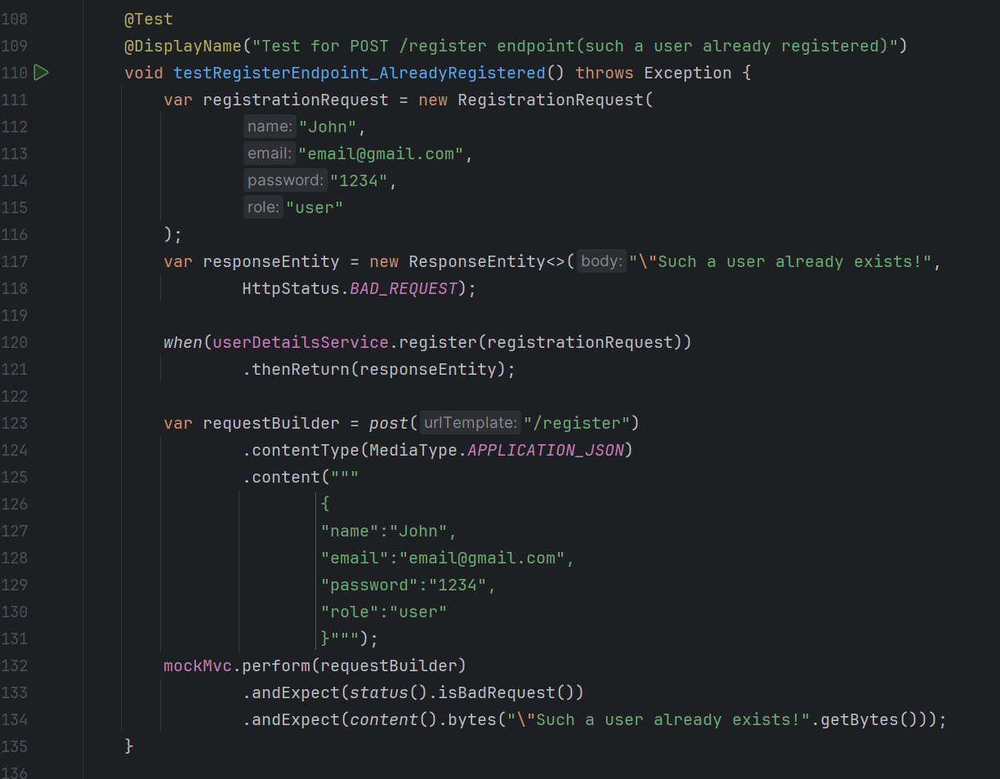 108 @Test
109 @DisplayName("Test for POST /register endpoint(such a user already registered)")
110 void testRegisterEndpoint_AlreadyRegistered() throws Exception {
111 var registrationRequest = new RegistrationRequest(
112 name: "John",
113 email: "email@gmail.com",
114 password: "1234",
115 role: "user"
116 );
117 var responseEntity = new ResponseEntity<>( body: "\"Such a user already exists!",
118 HttpStatus.BAD_REQUEST);
119
120 when(userDetailsService.register(registrationRequest))
121 .thenReturn(responseEntity);
122
123 var requestBuilder = post( urlTemplate: "/register")
124 .contentType(MediaType.APPLICATION_JSON)
125 .content("""
126 {
127 "name":"John",
128 "email":"email@gmail.com",
129 "password":"1234",
130 "role":"user"
131 }""");
132 mockMvc.perform(requestBuilder)
133 .andExpect(status().isBadRequest())
134 .andExpect(content().bytes("\"Such a user already exists!".getBytes()));
135 }
136